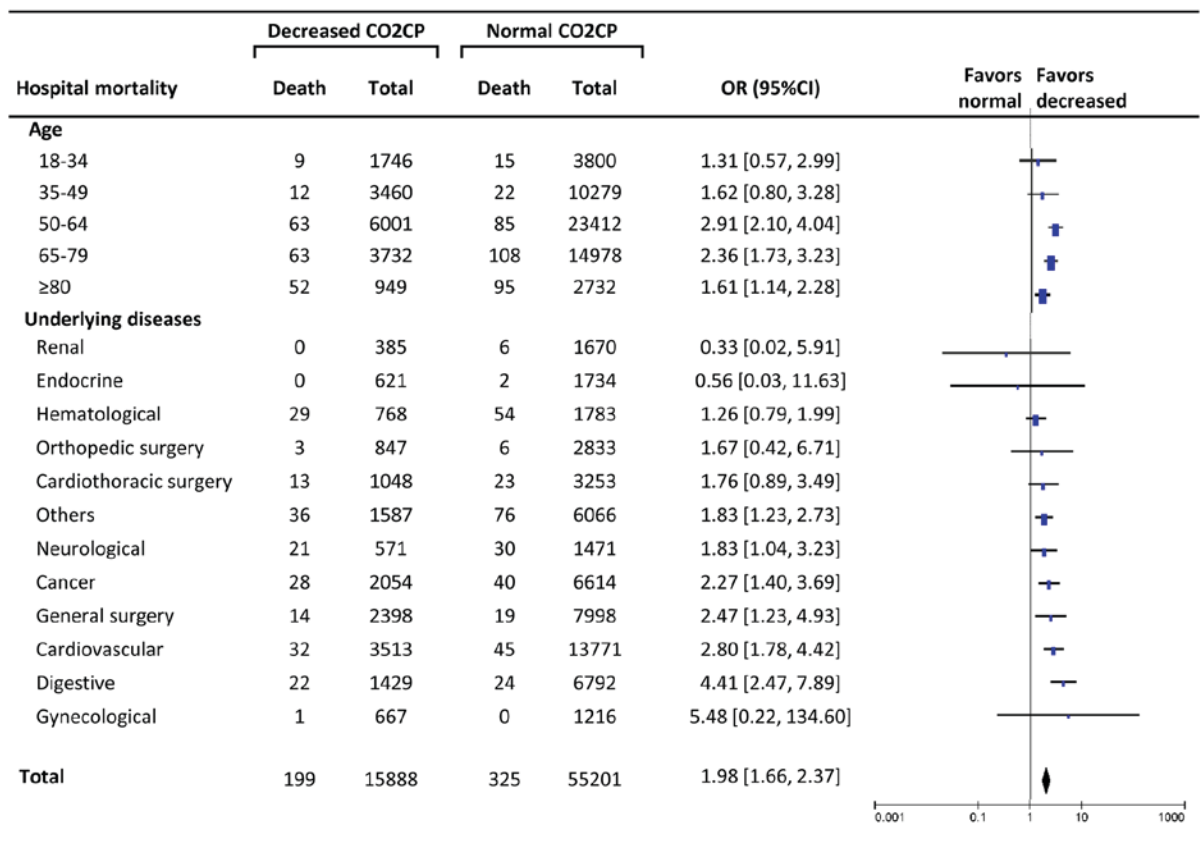 Decreased CO2CP Normal CO2CP
Hospital mortality Death Total Death Total OR (95%CI) Favors normal Favors decreased
Age
18-34 9 1746 15 3800 1.31 [0.57, 2.99]
35-49 12 3460 22 10279 1.62 [0.80, 3.28]
50-64 63 6001 85 23412 2.91 [2.10, 4.04]
65-79 63 3732 108 14978 2.36 [1.73, 3.23]
≥80 52 949 95 2732 1.61 [1.14, 2.28]
Underlying diseases
Renal 0 385 6 1670 0.33 [0.02, 5.91]
Endocrine 0 621 2 1734 0.56 [0.03, 11.63]
Hematological 29 768 54 1783 1.26 [0.79, 1.99]
Orthopedic surgery 3 847 6 2833 1.67 [0.42, 6.71]
Cardiothoracic surgery 13 1048 23 3253 1.76 [0.89, 3.49]
Others 36 1587 76 6066 1.83 [1.23, 2.73]
Neurological 21 571 30 1471 1.83 [1.04, 3.23]
Cancer 28 2054 40 6614 2.27 [1.40, 3.69]
General surgery 14 2398 19 7998 2.47 [1.23, 4.93]
Cardiovascular 32 3513 45 13771 2.80 [1.78, 4.42]
Digestive 22 1429 24 6792 4.41 [2.47, 7.89]
Gynecological 1 667 0 1216 5.48 [0.22, 134.60]
Total 199 15888 325 55201 1.98 [1.66, 2.37]
0.001 0.1 1 10 1000